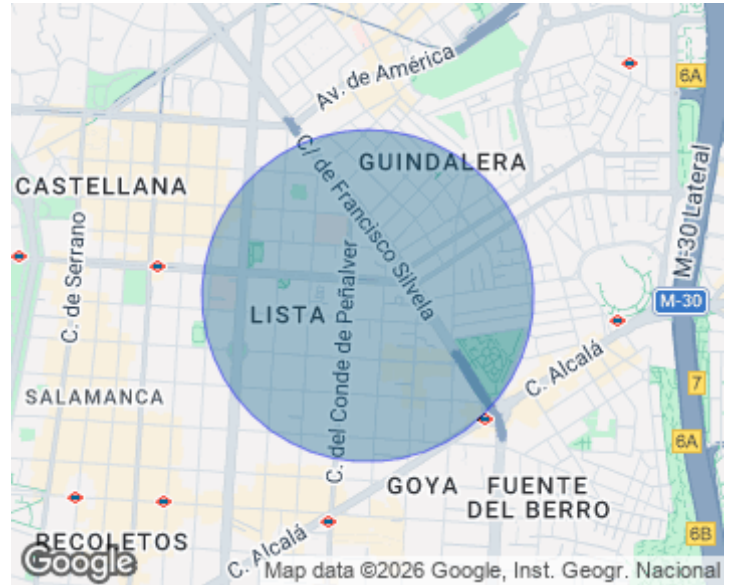 Av. de América
6A
C/ de Francisco Silvela
GUINDALERA
CASTELLANA
M-30 Lateral
C. de Serrano
C. del Conde de Peñalver
LISTA
M-30
C. Alcalá
SALAMANCA
7
6A
GOYA
FUENTE
DEL BERRO
RECOLETOS
C. Alcalá
6B
Google
Map data ©2026 Google, Inst. Geogr. Nacional